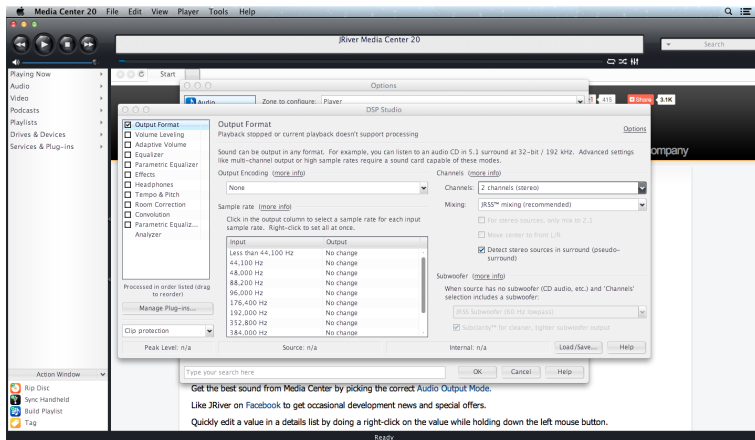 Media Center 20 File Edit View Player Tools Help
JRiver Media Center 20
Search
Playing Now
Audio
Video
Podcasts
Playlists
Drives & Devices
Services & Plug-ins
Start
Options
Audio
Zone to configure: Player
415
Share
3.1K
ompany
DSP Studio
Output Format
Volume Leveling
Adaptive Volume
Equalizer
Parametric Equalizer
Effects
Headphones
Tempo & Pitch
Room Correction
Convolution
Parametric Equaliz...
Analyzer
Processed in order listed (drag
to reorder)
Manage Plug-ins...
Clip protection
Output Format
Playback stopped or current playback doesn't support processing
Options
Sound can be output in any format. For example, you can listen to an audio CD in 5.1 surround at 32-bit / 192 kHz. Advanced settings
like multi-channel output or high sample rates require a sound card capable of these modes.
Output Encoding (more info)
None
Sample rate (more info)
Click in the output column to select a sample rate for each input
sample rate. Right-click to set all at once.
Input Output
Less than 44,100 Hz No change
44,100 Hz No change
48,000 Hz No change
88,200 Hz No change
96,000 Hz No change
176,400 Hz No change
192,000 Hz No change
352,800 Hz No change
384,000 Hz No change
Channels (more info)
Channels: 2 channels (stereo)
Mixing: JRSS™ mixing (recommended)
For stereo sources, only mix to 2.1
Move center to front L/R
Detect stereo sources in surround (pseudo-
surround)
Subwoofer (more info)
When source has no subwoofer (CD audio, etc.) and 'Channels'
selection includes a subwoofer:
JRSS Subwoofer (80 Hz lowpass)
Subclarity™ for cleaner, tighter subwoofer output
Peak Level: n/a
Source: n/a
Internal: n/a
Load/Save...
Help
Type your search here
OK
Cancel
Help
Action Window
Rip Disc
Sync Handheld
Build Playlist
Tag
Get the best sound from Media Center by picking the correct Audio Output Mode.
Like JRiver on Facebook to get occasional development news and special offers.
Quickly edit a value in a details list by doing a right-click on the value while holding down the left mouse button.
Ready